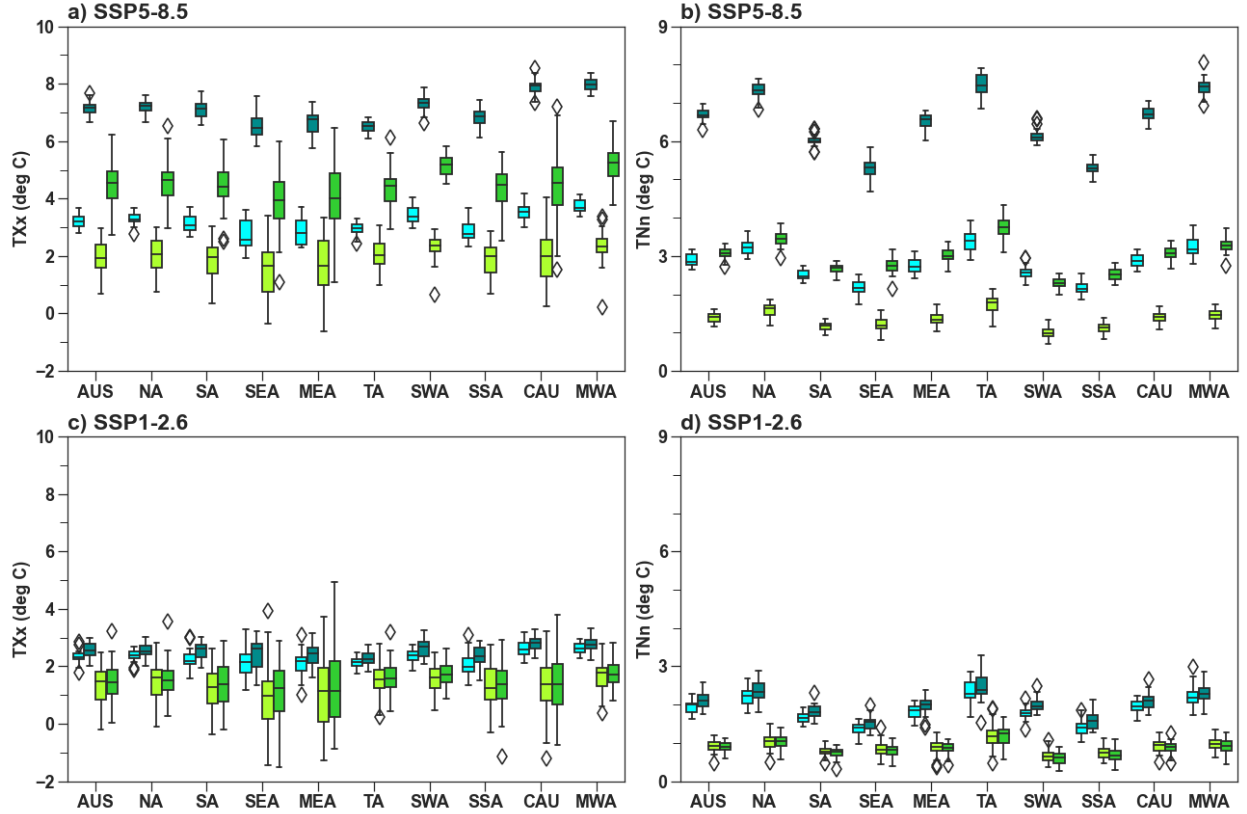 a) SSP5-8.5
10
8
6
4
2
0
−2
TXx (deg C)
AUS NA SA SEA MEA TA SWA SSA CAU MWA
b) SSP5-8.5
9
6
3
0
TNn (deg C)
AUS NA SA SEA MEA TA SWA SSA CAU MWA
c) SSP1-2.6
10
8
6
4
2
0
−2
TXx (deg C)
AUS NA SA SEA MEA TA SWA SSA CAU MWA
d) SSP1-2.6
9
6
3
0
TNn (deg C)
AUS NA SA SEA MEA TA SWA SSA CAU MWA